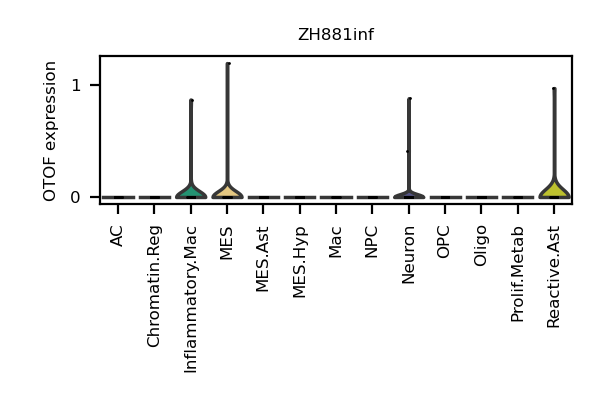 ZH881inf
OTOF expression
1
0
AC
Chromatin.Reg
Inflammatory.Mac
MES
MES.Ast
MES.Hyp
Mac
NPC
Neuron
OPC
Oligo
Prolif.Metab
Reactive.Ast